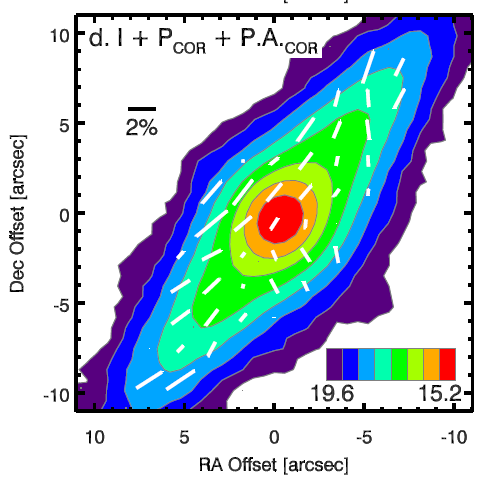 d. I + P_COR + P.A._COR
10
5
0
-5
-10
2%
19.6 15.2
10 5 0 -5 -10
RA Offset [arcsec]
Dec Offset [arcsec]